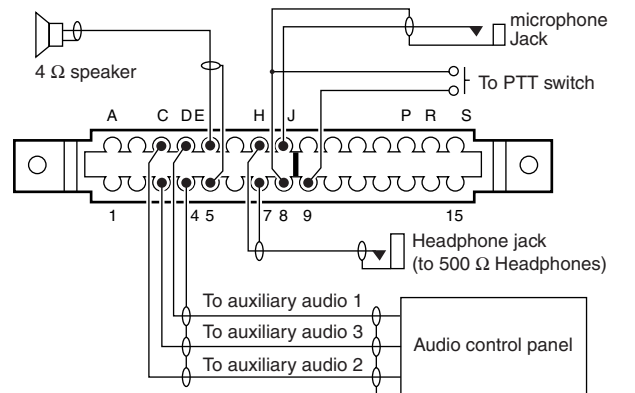 microphone
Jack
4 Ω speaker
To PTT switch
A C D E H J P R S
1 4 5 7 8 9 15
Headphone jack
(to 500 Ω Headphones)
To auxiliary audio 1
To auxiliary audio 3
Audio control panel
To auxiliary audio 2